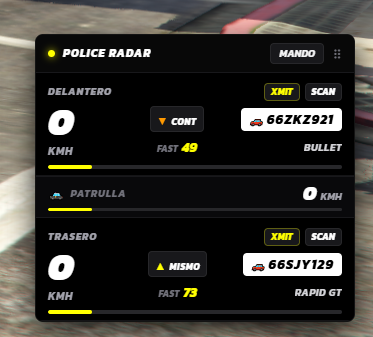 POLICE RADAR
MANDO
DELANTERO
XMIT
SCAN
0
▼ CONT
66ZKZ921
KMH
FAST 49
BULLET
PATRULLA
0 KMH
TRASERO
XMIT
SCAN
0
▲ MISMO
66SJY129
KMH
FAST 73
RAPID GT